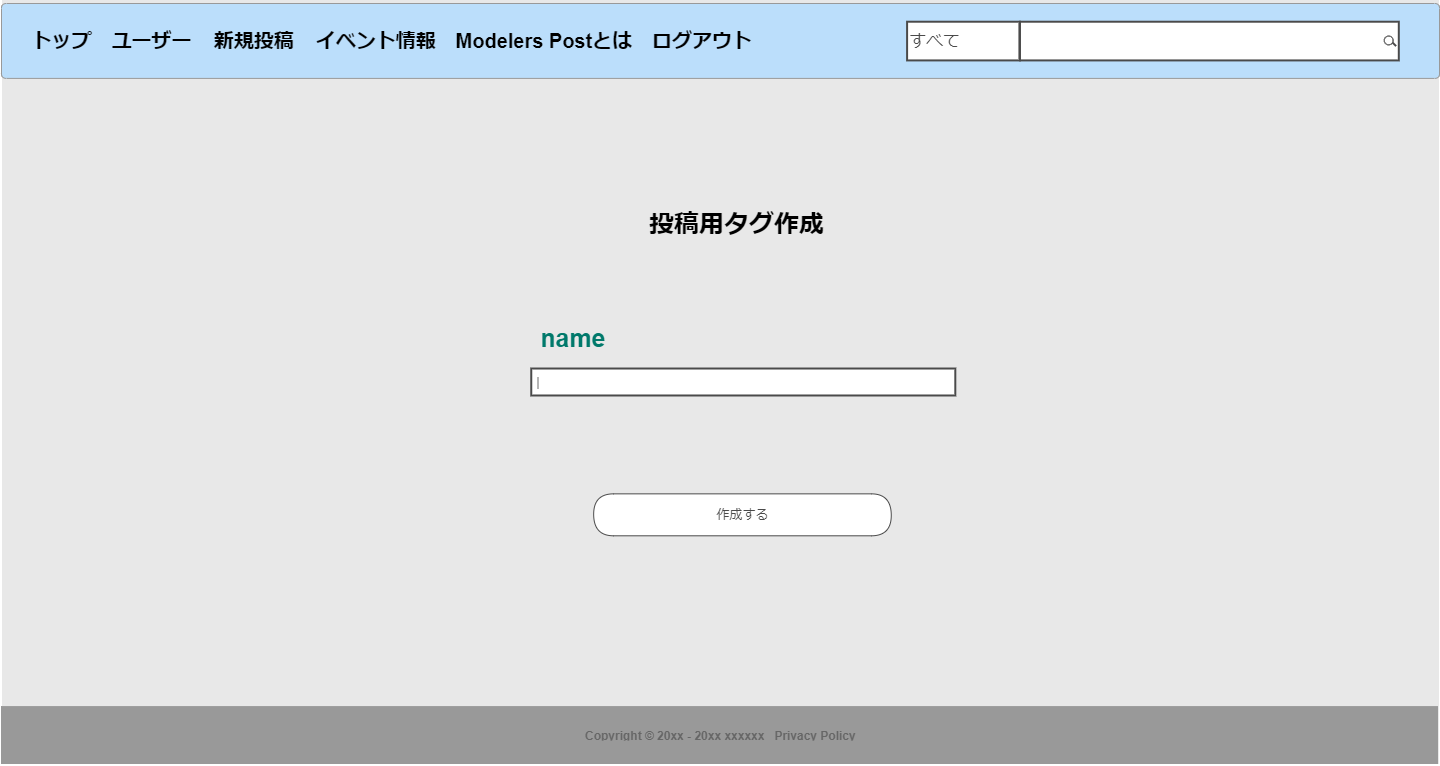 トップ ユーザー 新規投稿 イベント情報 Modelers Postとは ログアウト すべて
投稿用タグ作成
name
作成する
Copyright © 20xx - 20xx xxxxxx Privacy Policy